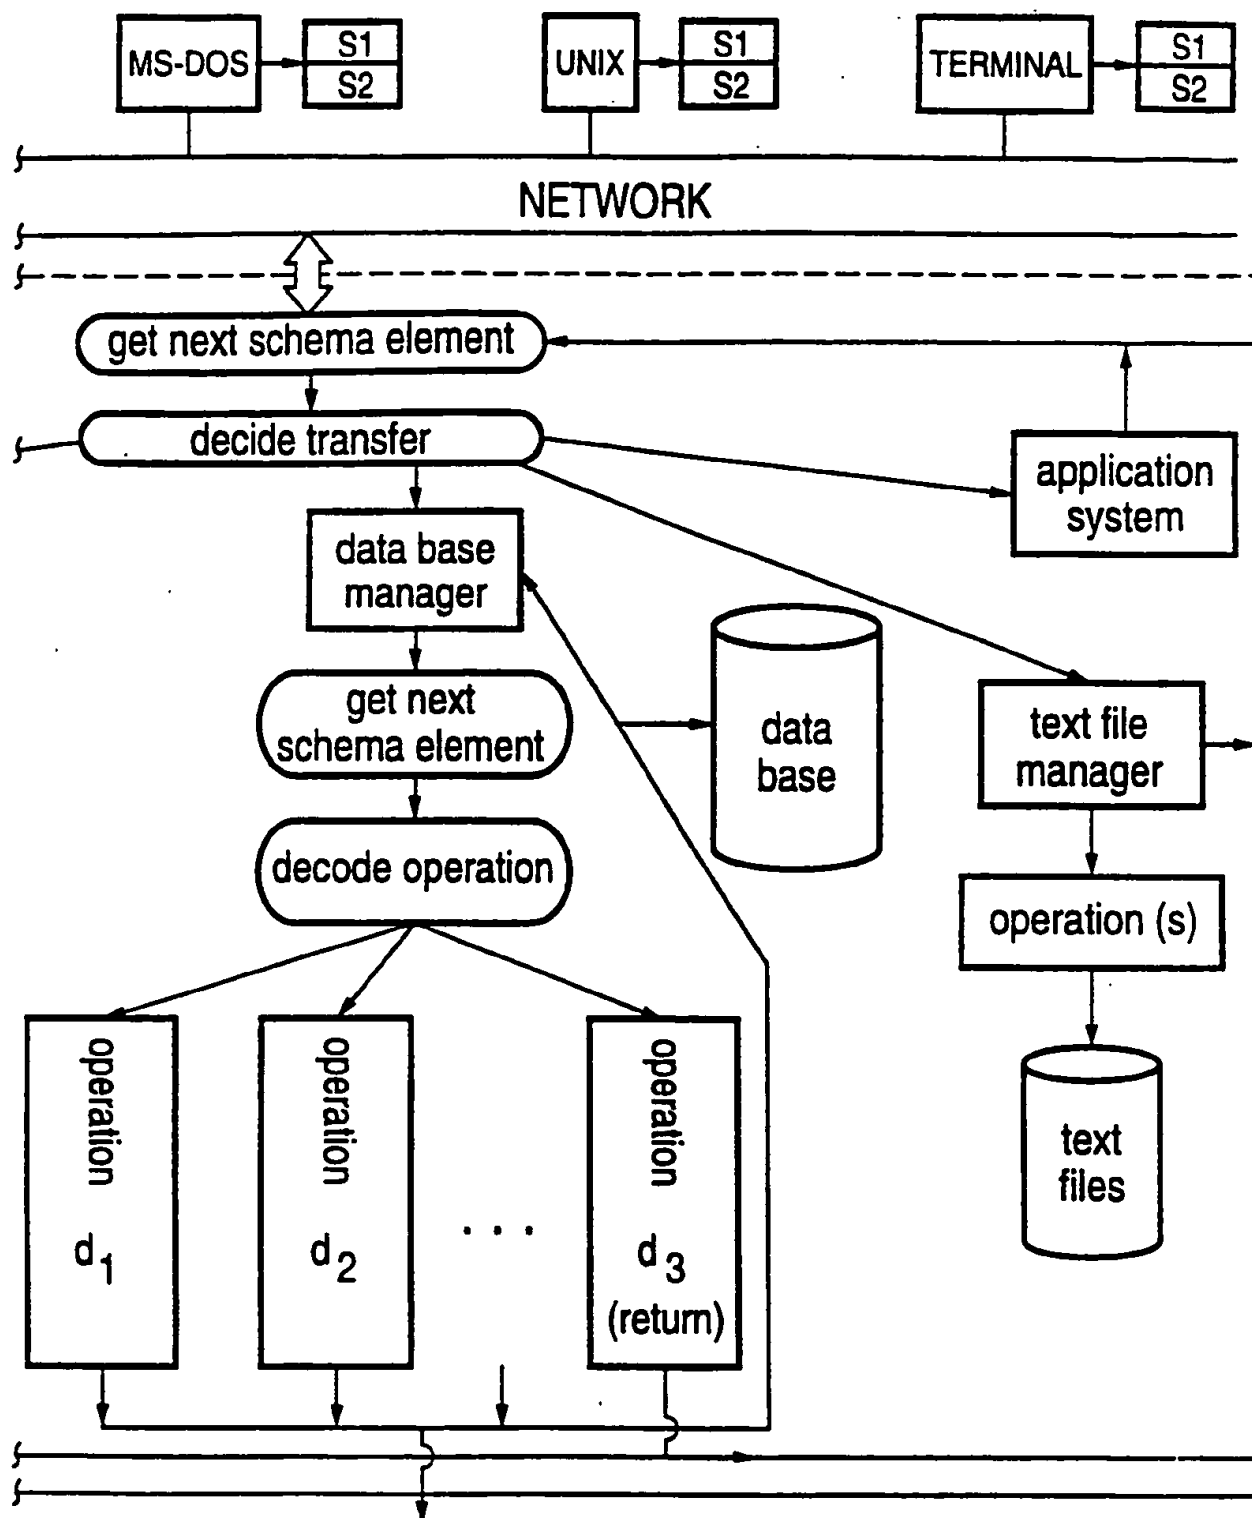 MS-DOS
S1
S2
UNIX
S1
S2
TERMINAL
S1
S2
NETWORK
get next schema element
decide transfer
application
system
data base
manager
get next
schema element
data
base
text file
manager
decode operation
operation (s)
operation
d1
operation
d2
. . .
operation
d3
(return)
text
files